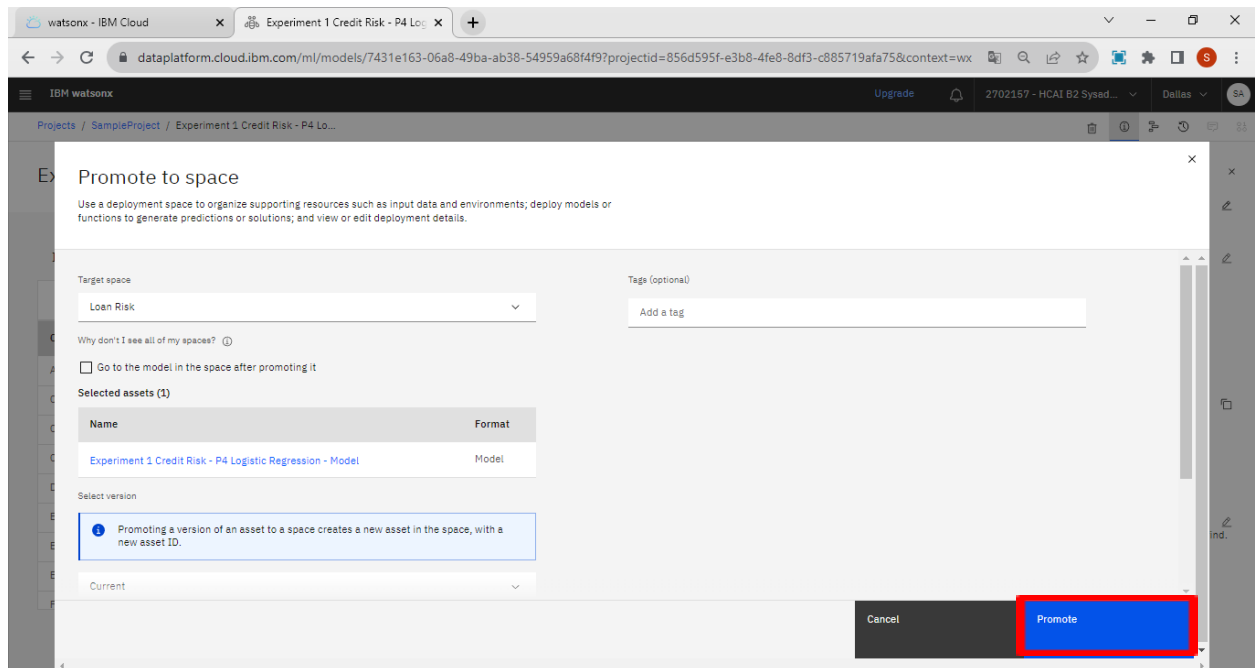 watsonx - IBM Cloud
Experiment 1 Credit Risk - P4 Log
dataplatform.cloud.ibm.com/ml/models/7431e163-06a8-49ba-ab38-54959a68f4f9?projectid=856d595f-e3b8-4fe8-8df3-c885719afa75&context=wx
S
IBM watsonx
Upgrade
2702157 - HCAI B2 Sysad...
Dallas
SA
Projects / SampleProject / Experiment 1 Credit Risk - P4 Lo...
Ex
Promote to space
Use a deployment space to organize supporting resources such as input data and environments; deploy models or
functions to generate predictions or solutions; and view or edit deployment details.
Target space
Tags (optional)
Loan Risk
Add a tag
Why don't I see all of my spaces?
Go to the model in the space after promoting it
Selected assets (1)
Name
Format
Experiment 1 Credit Risk - P4 Logistic Regression - Model
Model
Select version
Promoting a version of an asset to a space creates a new asset in the space, with a
new asset ID.
ind.
Current
Cancel
Promote